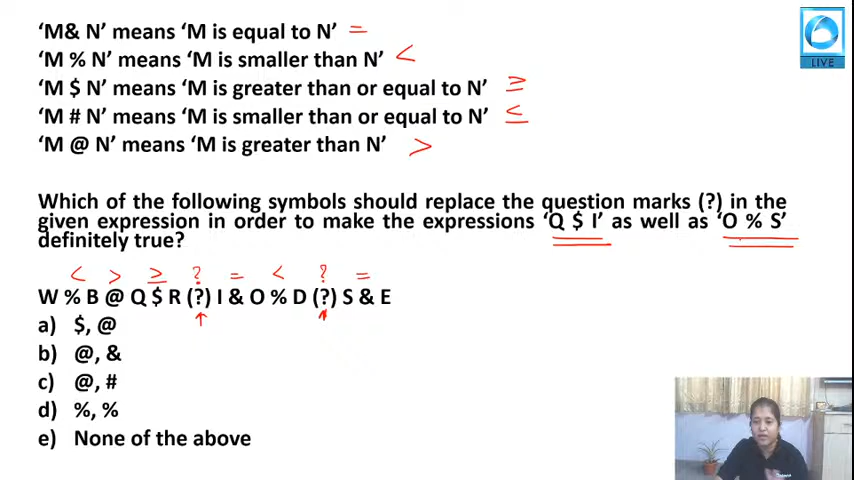 ‘M& N’ means ‘M is equal to N’ =
‘M % N’ means ‘M is smaller than N’ <
‘M $ N’ means ‘M is greater than or equal to N’ ≥
‘M # N’ means ‘M is smaller than or equal to N’ ≤
‘M @ N’ means ‘M is greater than N’ >
LIVE
Which of the following symbols should replace the question marks (?) in the
given expression in order to make the expressions ‘Q $ I’ as well as ‘O % S’
definitely true?
< > ≥ ? = < ? =
W % B @ Q $ R (?) I & O % D (?) S & E
a) $, @
b) @, &
c) @, #
d) %, %
e) None of the above